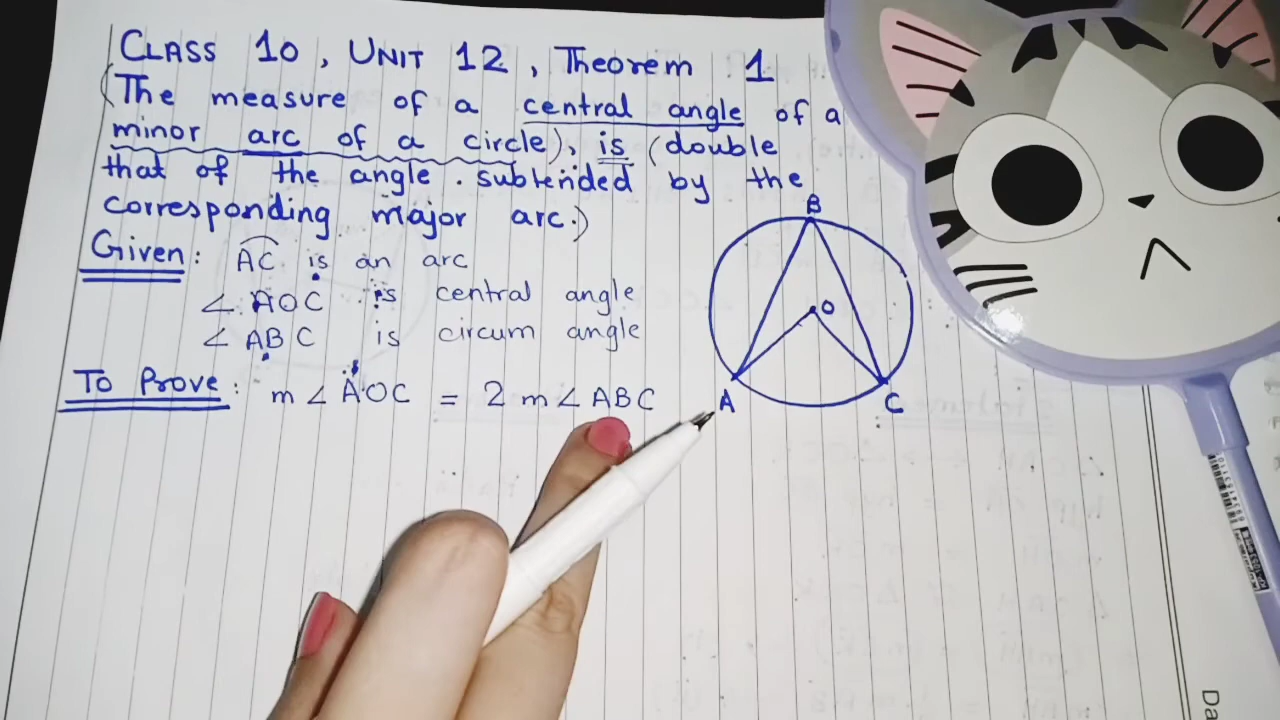 CLASS 10, UNIT 12, Theorem 1
(The measure of a central angle of a
minor arc of a circle), is (double
that of the angle subtended by the
corresponding major arc.)
Given: AC is an arc
∠ AOC is central angle
∠ ABC is circum angle
To Prove: m∠AOC = 2 m∠ABC
B
O
A
C
Da